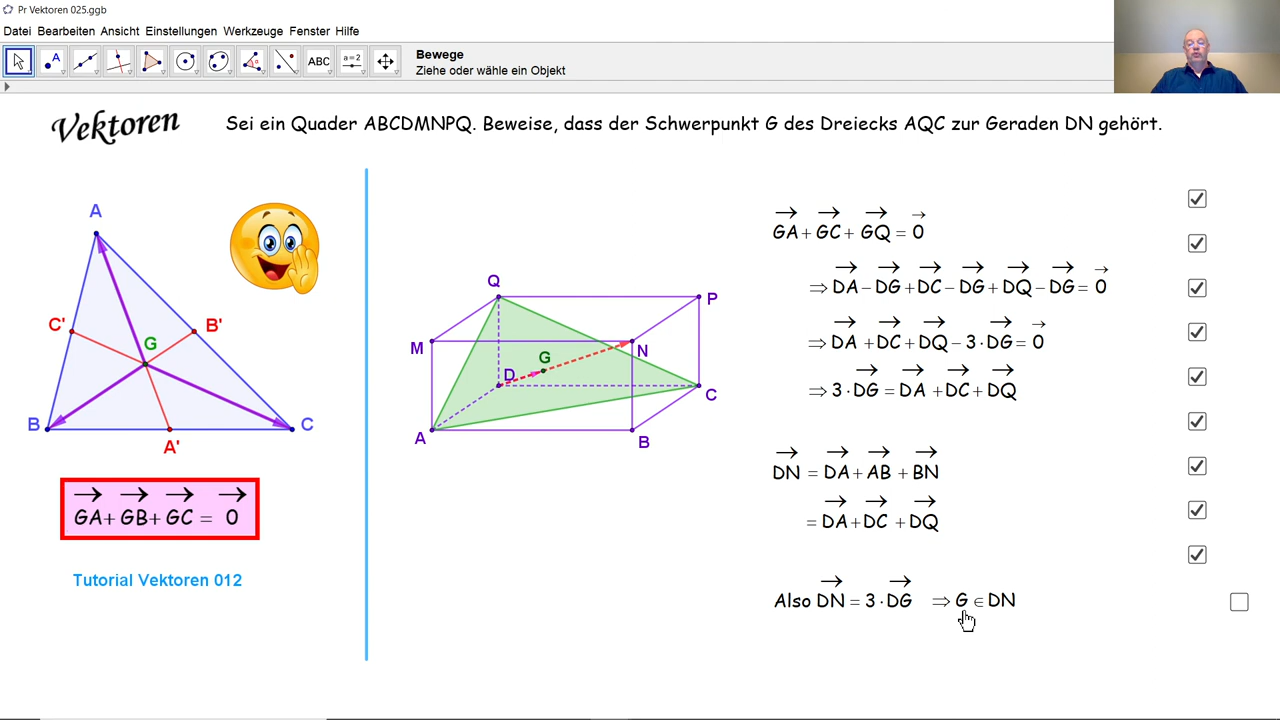 Pr Vektoren 025.ggb
Datei Bearbeiten Ansicht Einstellungen Werkzeuge Fenster Hilfe
A
ABC
a=2
Bewege
Ziehe oder wähle ein Objekt
Vektoren
Sei ein Quader ABCDMNPQ. Beweise, dass der Schwerpunkt G des Dreiecks AQC zur Geraden DN gehört.
A
C'
B'
G
B
C
A'
GA+ GB+ GC = 0
Tutorial Vektoren 012
Q
P
M
N
G
D
C
A
B
GA+GC+ GQ = 0
⇒ DA−DG+DC−DG+DQ−DG= 0
⇒ DA +DC+DQ−3·DG= 0
⇒ 3·DG =DA +DC+DQ
DN = DA+AB +BN
= DA+DC +DQ
Also DN = 3·DG ⇒ G ∈ DN